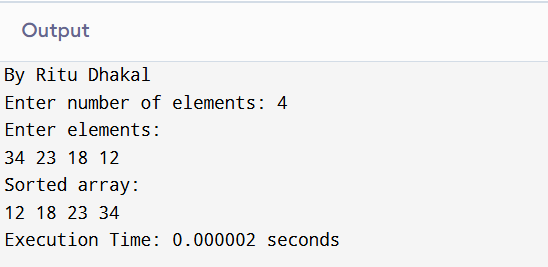 Output
By Ritu Dhakal
Enter number of elements: 4
Enter elements:
34 23 18 12
Sorted array:
12 18 23 34
Execution Time: 0.000002 seconds